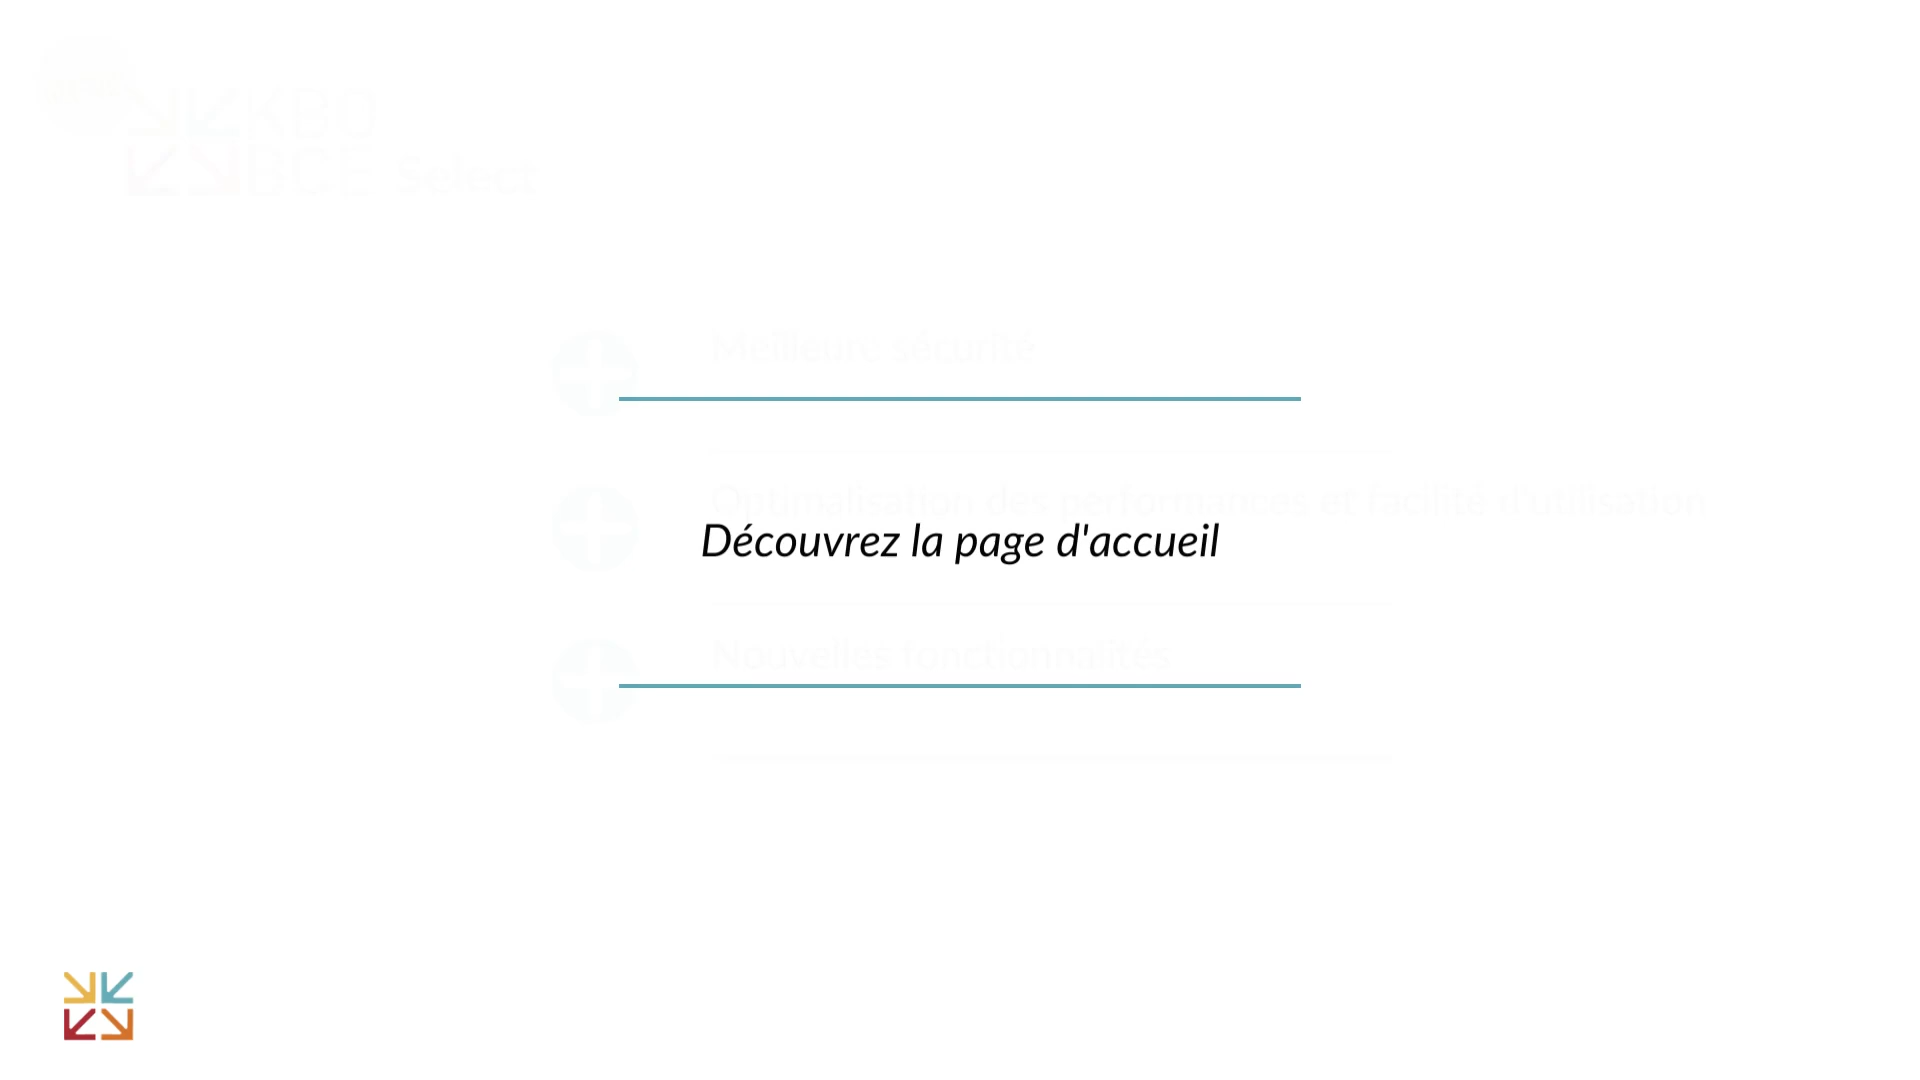 KBO
BCE Select
Meilleure sécurité
Optimalisation des performances et facilité d'utilisation
Découvrez la page d'accueil
Nouvelles fonctionnalités